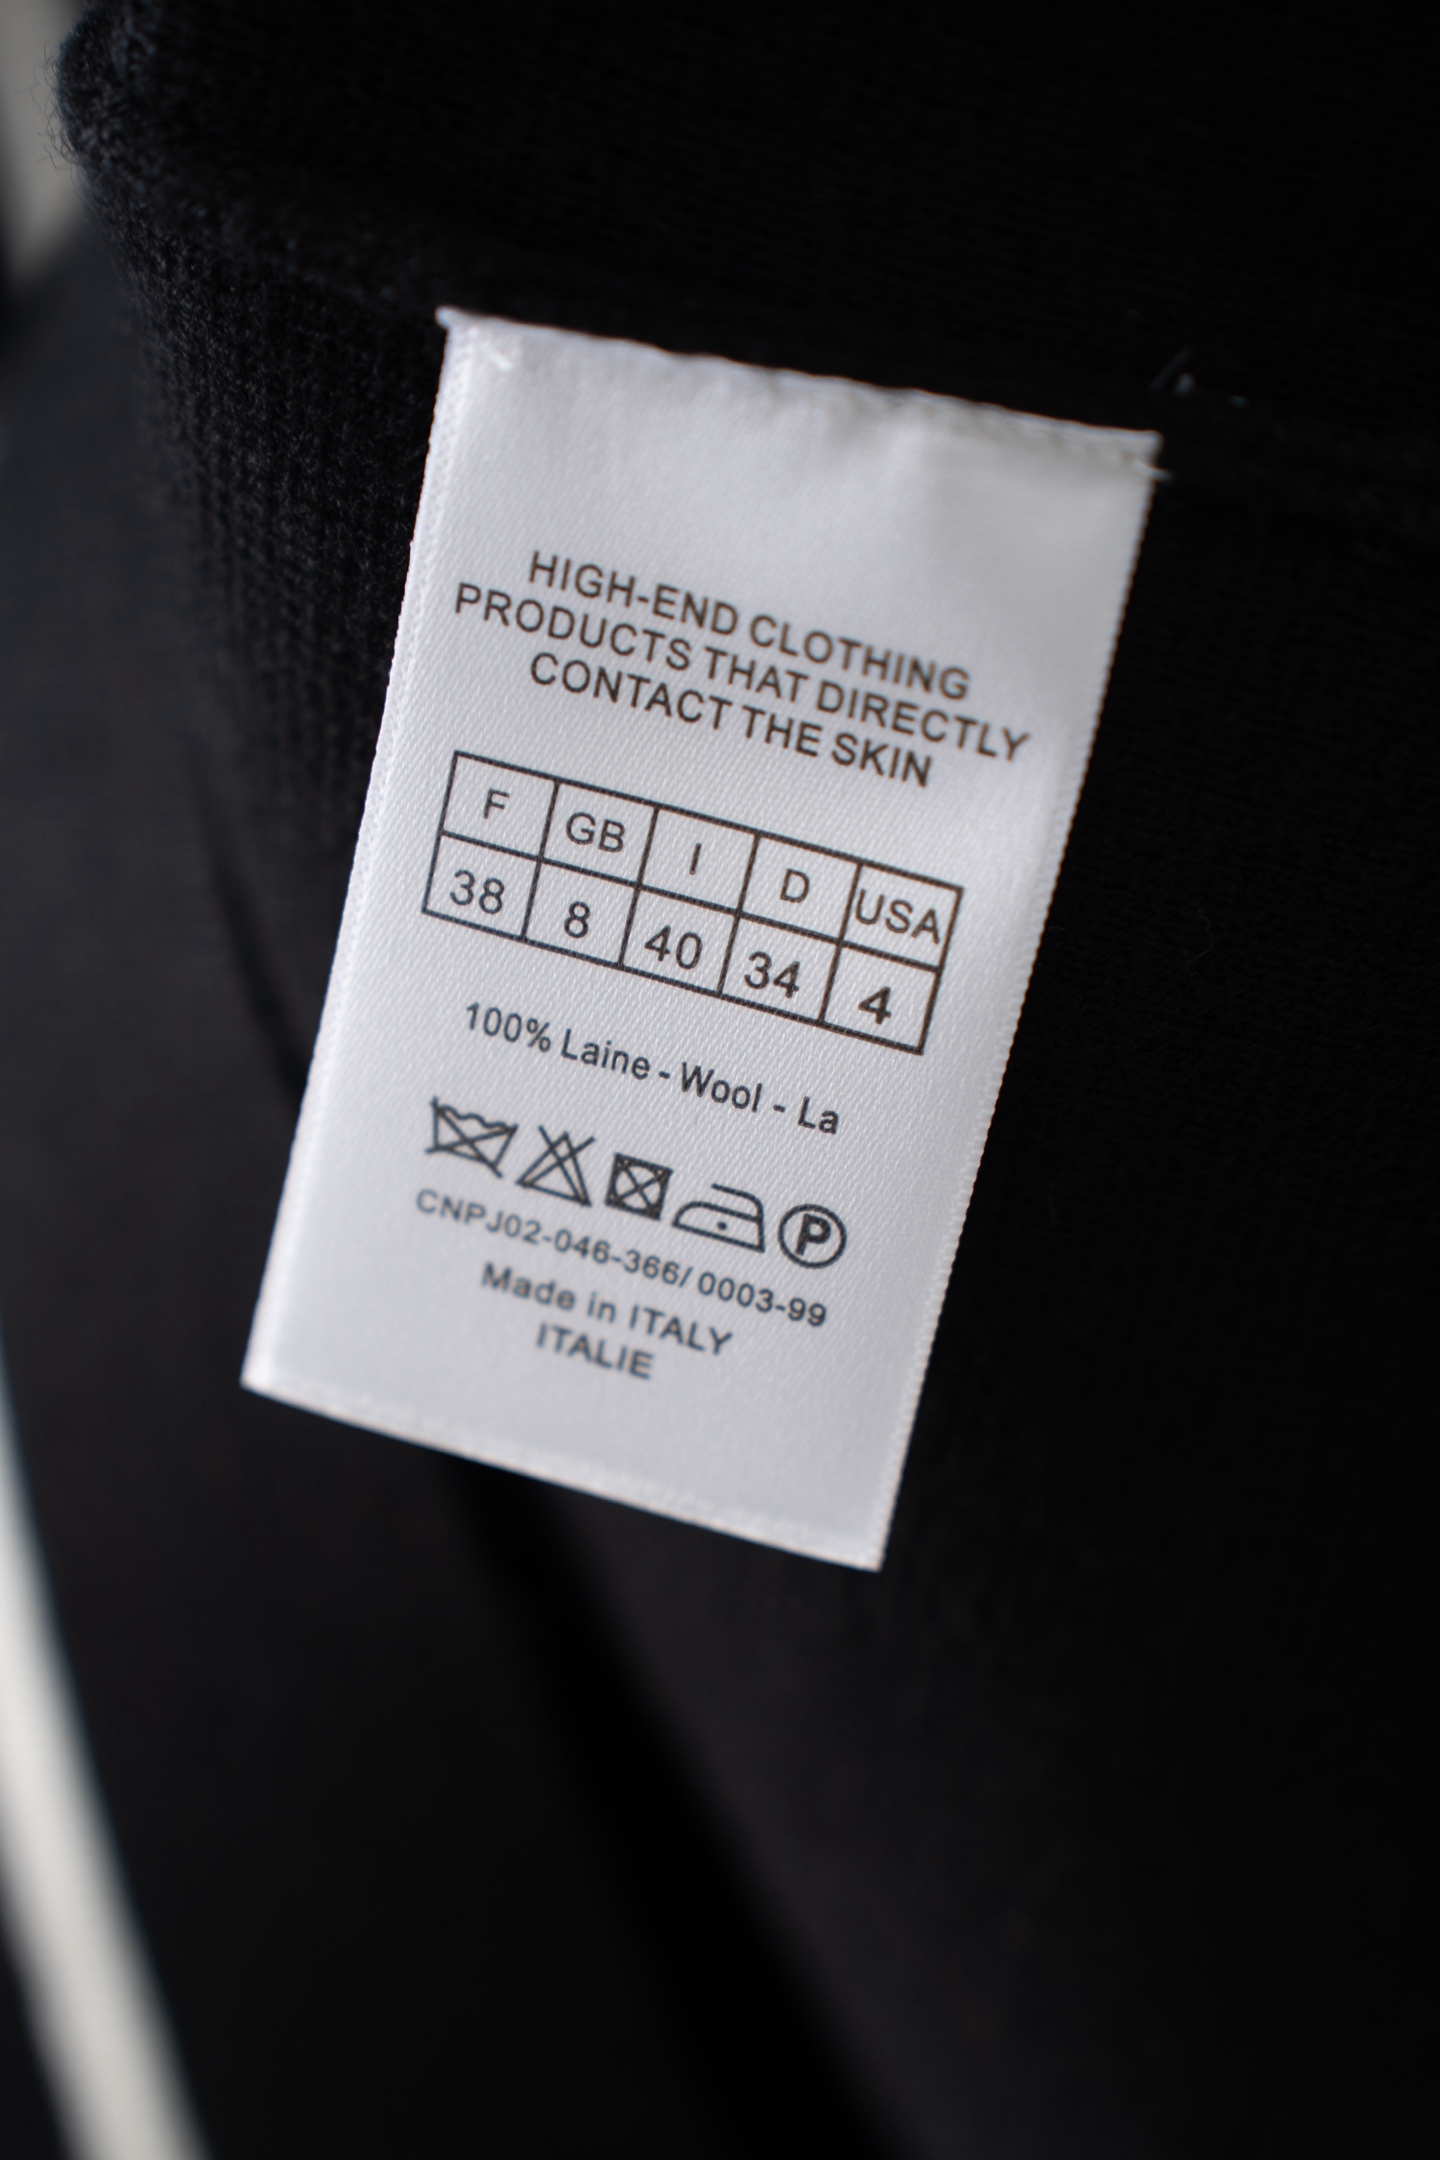 HIGH-END CLOTHING
PRODUCTS THAT DIRECTLY
CONTACT THE SKIN
F GB I D USA
38 8 40 34 4
100% Laine - Wool - La
P
CNPJ02-046-366/ 0003-99
Made in ITALY
ITALIE